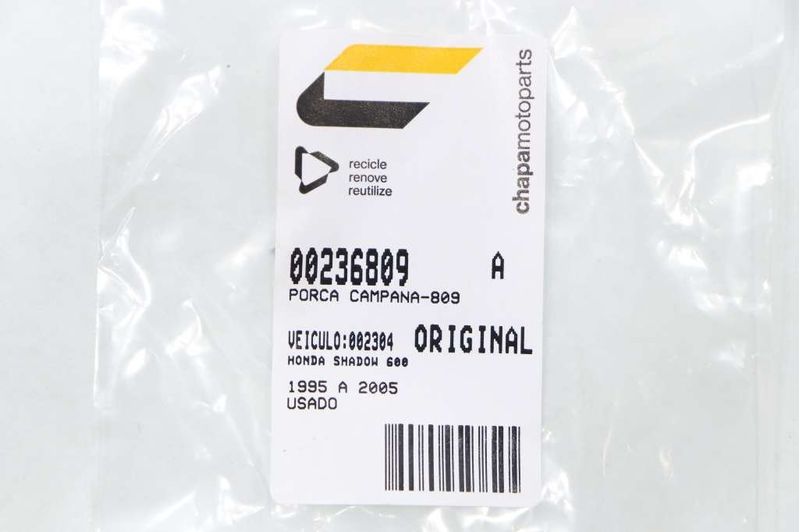 chapamotoparts
recicle
renove
reutilize
00236809 A
PORCA CAMPANA-809
VEICULO:002304 ORIGINAL
HONDA SHADOW 600
1995 A 2005
USADO